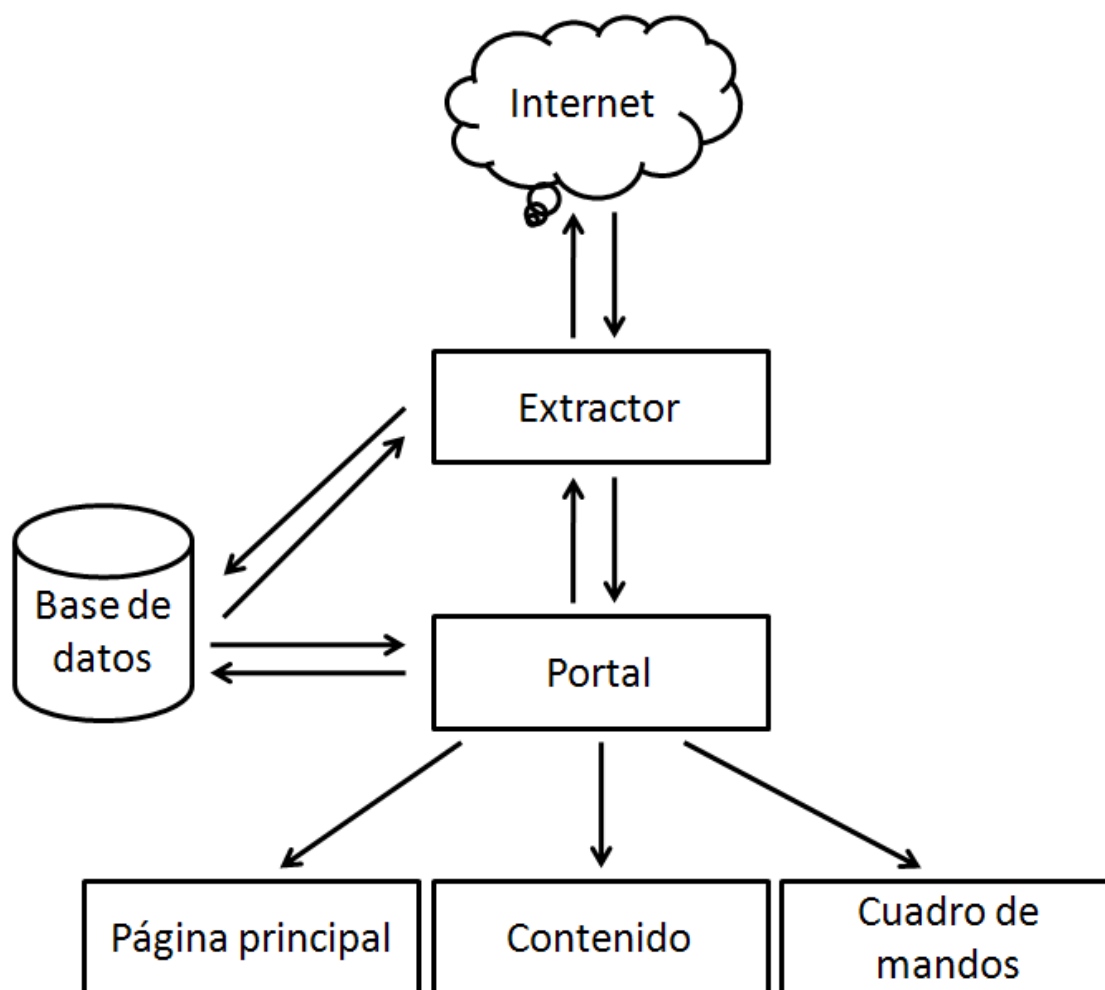 Internet
Extractor
Base de
datos
Portal
Página principal
Contenido
Cuadro de
mandos